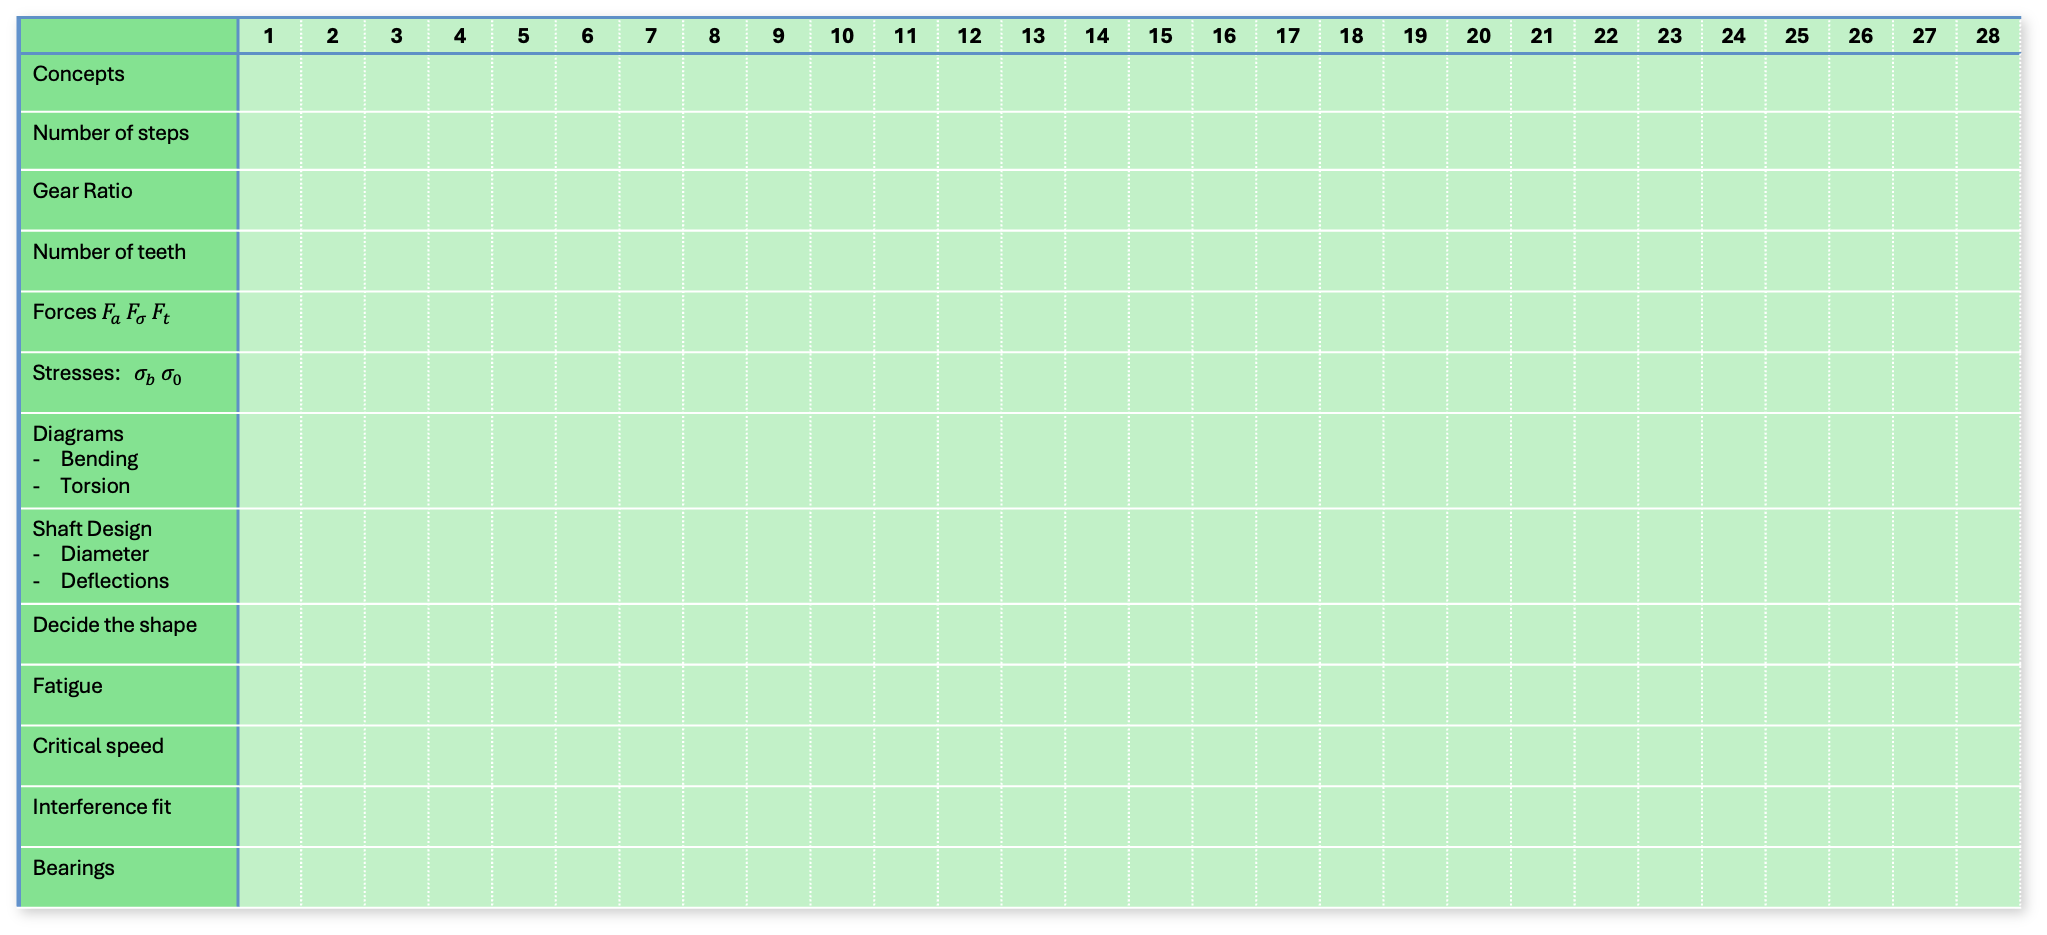 1 2 3 4 5 6 7 8 9 10 11 12 13 14 15 16 17 18 19 20 21 22 23 24 25 26 27 28
Concepts
Number of steps
Gear Ratio
Number of teeth
Forces 𝐹ₐ 𝐹σ 𝐹ₜ
Stresses: σb σ0
Diagrams
- Bending
- Torsion
Shaft Design
- Diameter
- Deflections
Decide the shape
Fatigue
Critical speed
Interference fit
Bearings